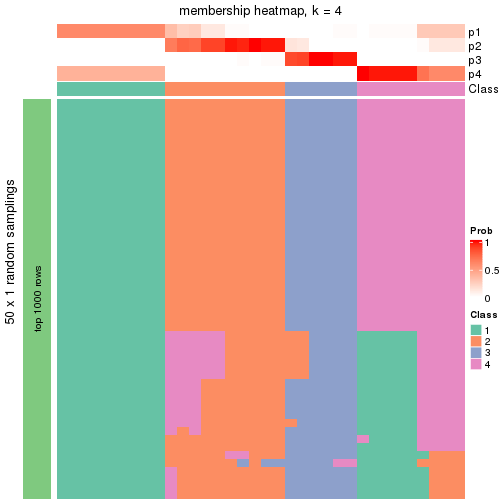 membership heatmap, k = 4
p1
p2
p3
p4
Class
50 x 1 random samplings
top 1000 rows
Prob
1
0.5
0
Class
1
2
3
4